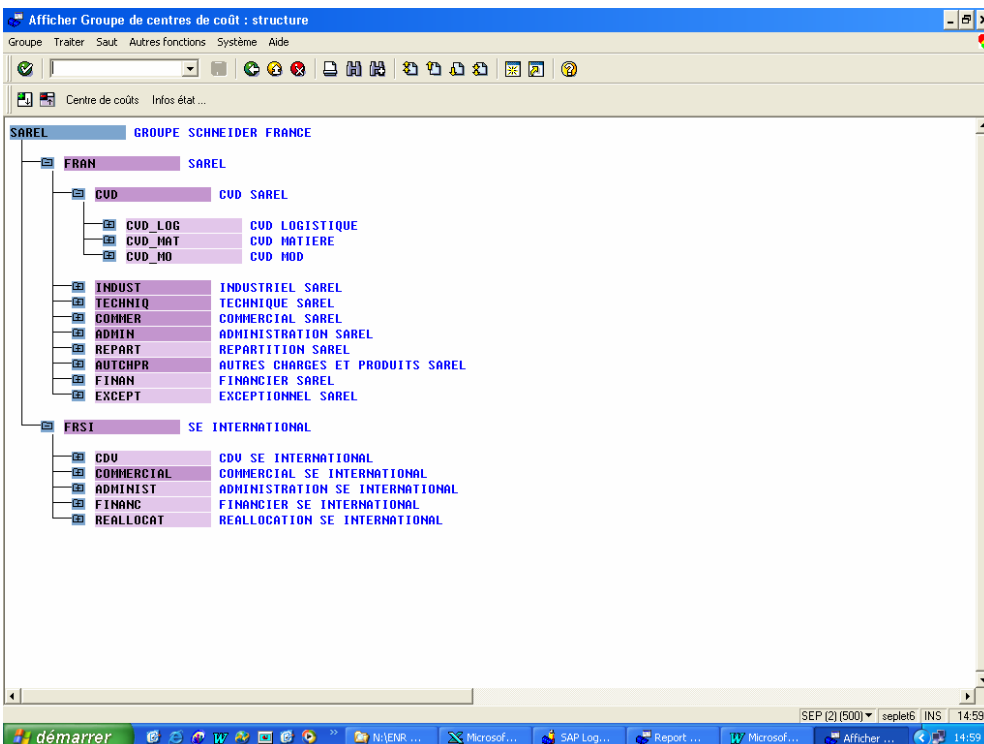 Afficher Groupe de centres de coût : structure
Groupe Traiter Saut Autres fonctions Système Aide
Centre de coûts Infos état ...
SAREL GROUPE SCHNEIDER FRANCE
FRAN SAREL
CVD CVD SAREL
CVD_LOG CVD LOGISTIQUE
CVD_MAT CVD MATIERE
CVD_MO CVD MOD
INDUST INDUSTRIEL SAREL
TECHNIQ TECHNIQUE SAREL
COMMER COMMERCIAL SAREL
ADMIN ADMINISTRATION SAREL
REPART REPARTITION SAREL
AUTCHPR AUTRES CHARGES ET PRODUITS SAREL
FINAN FINANCIER SAREL
EXCEPT EXCEPTIONNEL SAREL
FRSI SE INTERNATIONAL
CDV CDV SE INTERNATIONAL
COMMERCIAL COMMERCIAL SE INTERNATIONAL
ADMINIST ADMINISTRATION SE INTERNATIONAL
FINANC FINANCIER SE INTERNATIONAL
REALLOCAT REALLOCATION SE INTERNATIONAL
SEP (2) (500) seplet6 INS 14:59
démarrer N:\ENR ... Microsof... SAP Log... Report ... Microsof... Afficher ... 14:59